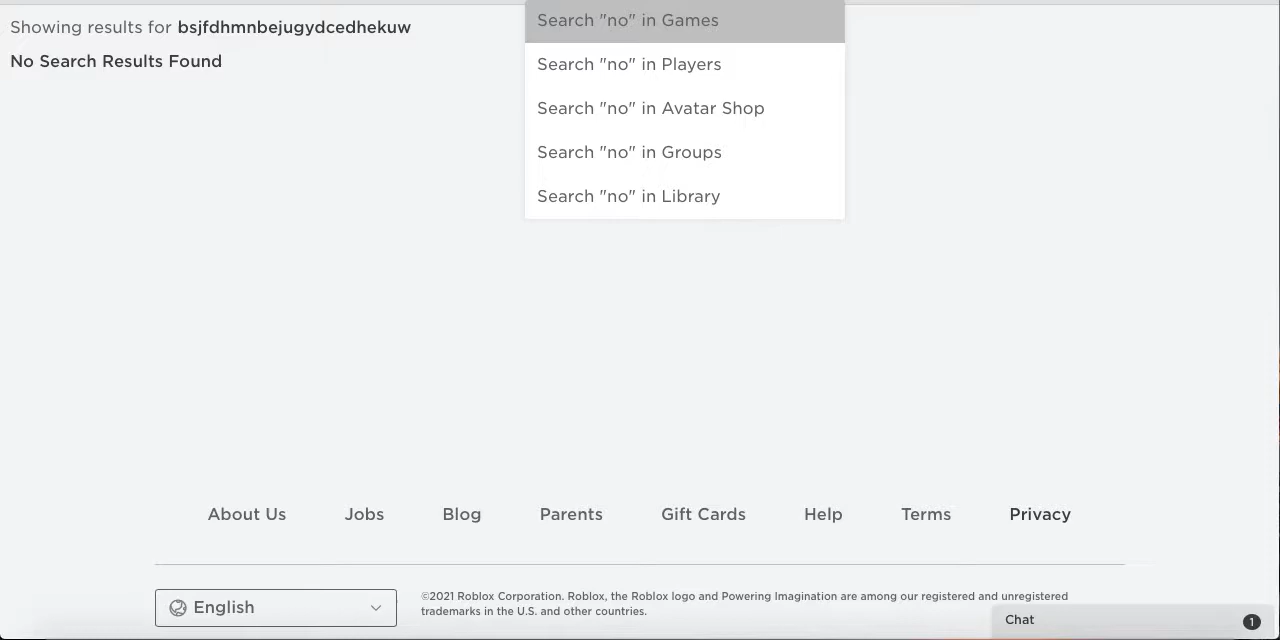 Showing results for bsjfdhmnbejugydcedhekuw
No Search Results Found
Search "no" in Games
Search "no" in Players
Search "no" in Avatar Shop
Search "no" in Groups
Search "no" in Library
About Us Jobs Blog Parents Gift Cards Help Terms Privacy
English
©2021 Roblox Corporation. Roblox, the Roblox logo and Powering Imagination are among our registered and unregistered
trademarks in the U.S. and other countries.
Chat 1